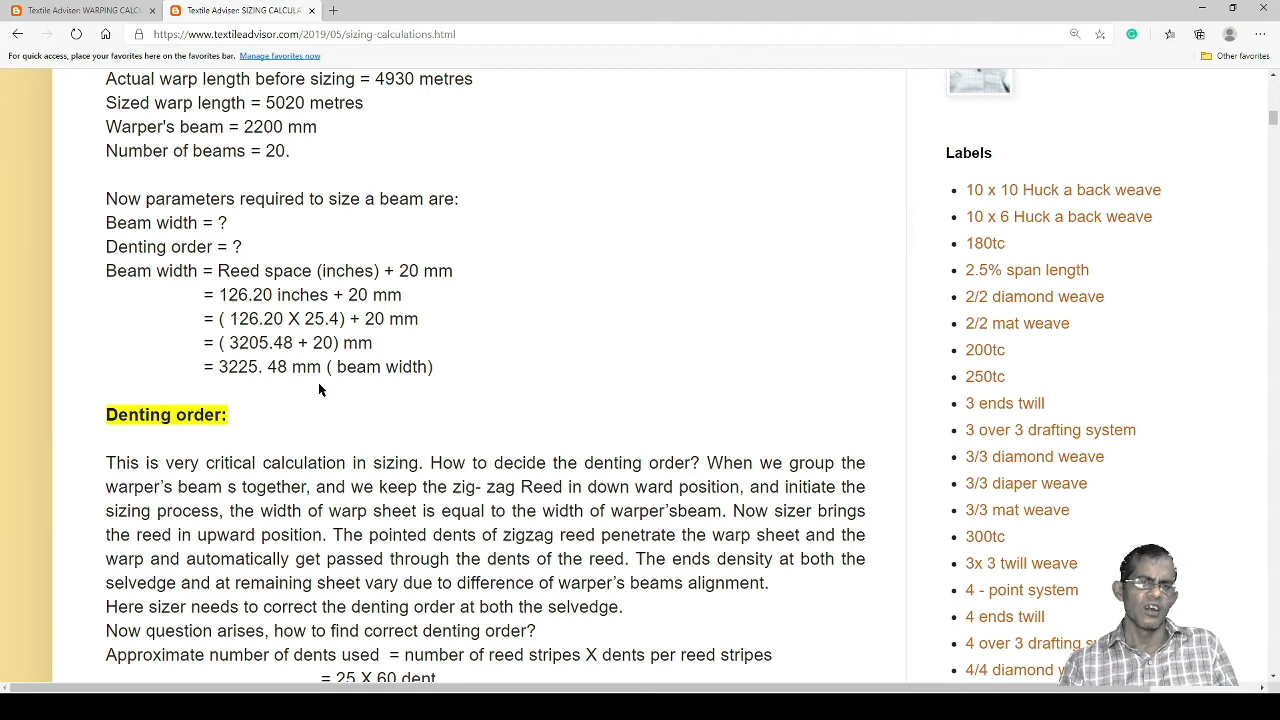 Textile Adviser: WARPING CALCU
Textile Adviser: SIZING CALCULA
https://www.textileadvisor.com/2019/05/sizing-calculations.html
For quick access, place your favorites here on the favorites bar. Manage favorites now
Other favorites
Actual warp length before sizing = 4930 metres
Sized warp length = 5020 metres
Warper's beam = 2200 mm
Number of beams = 20.
Now parameters required to size a beam are:
Beam width = ?
Denting order = ?
Beam width = Reed space (inches) + 20 mm
= 126.20 inches + 20 mm
= ( 126.20 X 25.4) + 20 mm
= ( 3205.48 + 20) mm
= 3225. 48 mm ( beam width)
Denting order:
This is very critical calculation in sizing. How to decide the denting order? When we group the
warper’s beam s together, and we keep the zig- zag Reed in down ward position, and initiate the
sizing process, the width of warp sheet is equal to the width of warper’sbeam. Now sizer brings
the reed in upward position. The pointed dents of zigzag reed penetrate the warp sheet and the
warp and automatically get passed through the dents of the reed. The ends density at both the
selvedge and at remaining sheet vary due to difference of warper’s beams alignment.
Here sizer needs to correct the denting order at both the selvedge.
Now question arises, how to find correct denting order?
Approximate number of dents used = number of reed stripes X dents per reed stripes
= 25 X 60 dent
Labels
10 x 10 Huck a back weave
10 x 6 Huck a back weave
180tc
2.5% span length
2/2 diamond weave
2/2 mat weave
200tc
250tc
3 ends twill
3 over 3 drafting system
3/3 diamond weave
3/3 diaper weave
3/3 mat weave
300tc
3x 3 twill weave
4 - point system
4 ends twill
4 over 3 drafting
4/4 diamond